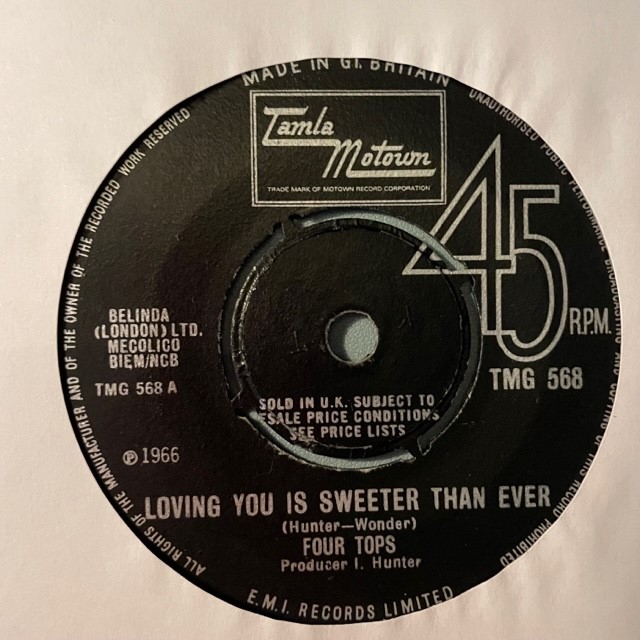 MADE IN GT. BRITAIN
UNAUTHORISED PUBLIC PERFORMANCE BROADCASTING AND COPYING OF THIS RECORD PROHIBITED
ALL RIGHTS OF THE MANUFACTURER AND OF THE OWNER OF THE RECORDED WORK RESERVED
Tamla
Motown
TRADE MARK OF MOTOWN RECORD CORPORATION
45
R.P.M.
BELINDA
(LONDON) LTD.
MECOLICO
BIEM/NCB
TMG 568 A
TMG 568
SOLD IN U.K. SUBJECT TO
RESALE PRICE CONDITIONS
SEE PRICE LISTS
℗ 1966
LOVING YOU IS SWEETER THAN EVER
(Hunter—Wonder)
FOUR TOPS
Producer I. Hunter
E.M.I. RECORDS LIMITED